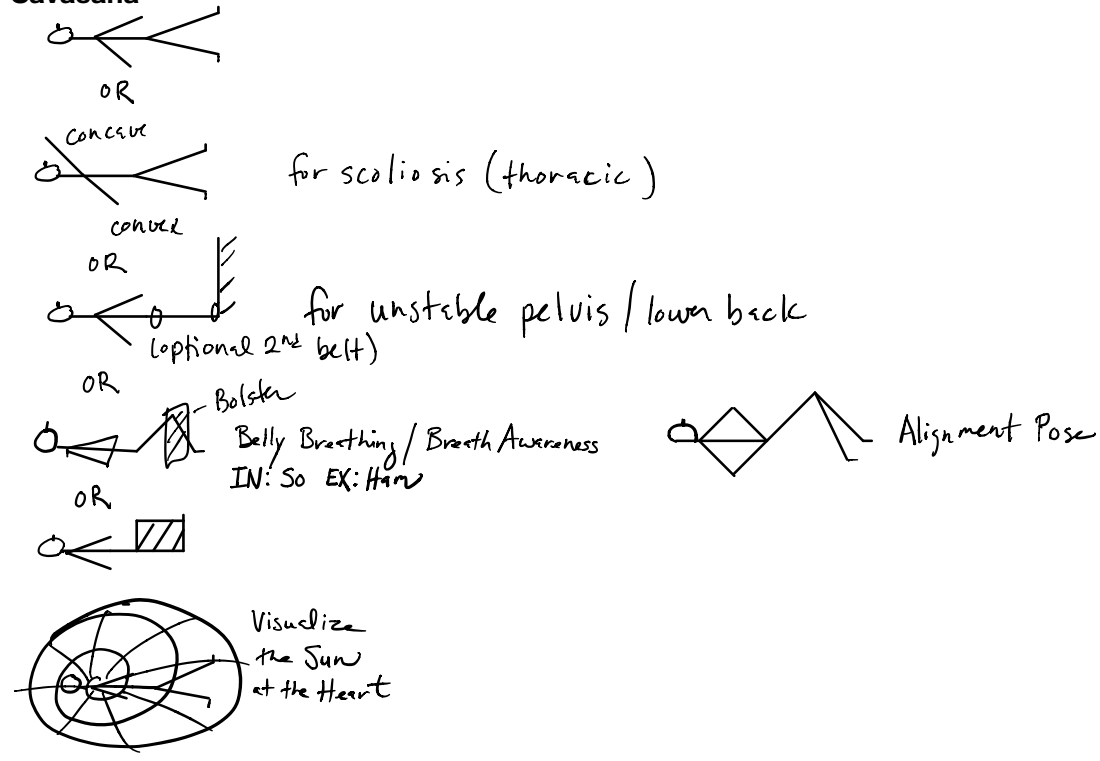 Savasana
OR
concave
for scoliosis (thoracic)
convex
OR
for unstable pelvis / lower back
(optional 2nd belt)
OR
Bolster
Belly Breathing / Breath Awareness
IN: So EX: Ham
Alignment Pose
OR
Visualize
the Sun
at the Heart